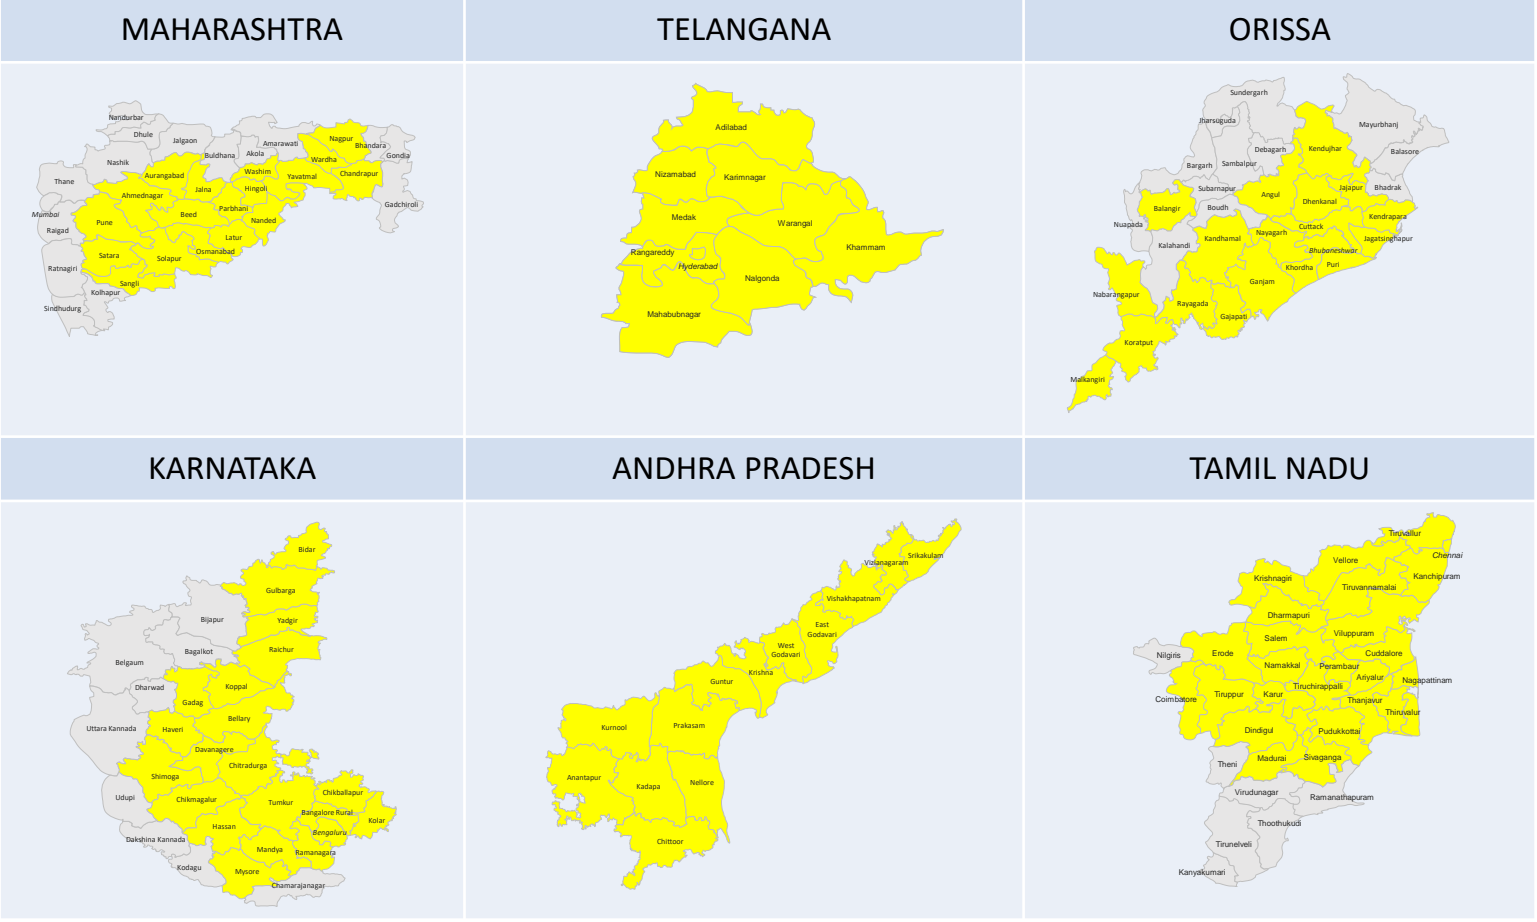 MAHARASHTRA
TELANGANA
ORISSA
Nandurbar
Dhule
Jalgaon
Nashik
Buldhana
Akola
Amarawati
Nagpur
Bhandara
Gondia
Wardha
Thane
Aurangabad
Washim
Yavatmal
Chandrapur
Ahmednagar
Jalna
Hingoli
Gadchiroli
Mumbai
Beed
Parbhani
Pune
Nanded
Raigad
Latur
Satara
Solapur
Osmanabad
Ratnagiri
Sangli
Kolhapur
Sindhudurg
Adilabad
Nizamabad
Karimnagar
Medak
Warangal
Khammam
Rangareddy
Hyderabad
Nalgonda
Mahabubnagar
Sundergarh
Jharsuguda
Mayurbhanj
Kendujhar
Debagarh
Balasore
Bargarh
Sambalpur
Subarnapur
Angul
Jajapur
Bhadrak
Balangir
Boudh
Dhenkanal
Kendrapara
Nuapada
Cuttack
Kandhamal
Nayagarh
Jagatsinghapur
Kalahandi
Bhubaneshwar
Khordha
Puri
Ganjam
Nabarangapur
Rayagada
Gajapati
Koratput
Malkangiri
KARNATAKA
ANDHRA PRADESH
TAMIL NADU
Bidar
Gulbarga
Bijapur
Yadgir
Bagalkot
Raichur
Belgaum
Dharwad
Koppal
Gadag
Bellary
Uttara Kannada
Haveri
Davanagere
Chitradurga
Shimoga
Udupi
Chikmagalur
Tumkur
Chikballapur
Bangalore Rural
Kolar
Hassan
Bengaluru
Dakshina Kannada
Mandya
Ramanagara
Kodagu
Mysore
Chamarajanagar
Srikakulam
Vizianagaram
Vishakhapatnam
East
Godavari
West
Godavari
Krishna
Guntur
Kurnool
Prakasam
Anantapur
Kadapa
Nellore
Chittoor
Tiruvallur
Chennai
Vellore
Krishnagiri
Kanchipuram
Tiruvannamalai
Dharmapuri
Salem
Viluppuram
Nilgiris
Erode
Cuddalore
Namakkal
Perambaur
Ariyalur
Nagapattinam
Coimbatore
Tiruppur
Karur
Tiruchirappalli
Thanjavur
Thiruvalur
Dindigul
Pudukkottai
Theni
Madurai
Sivaganga
Virudunagar
Ramanathapuram
Thoothukudi
Tirunelveli
Kanyakumari